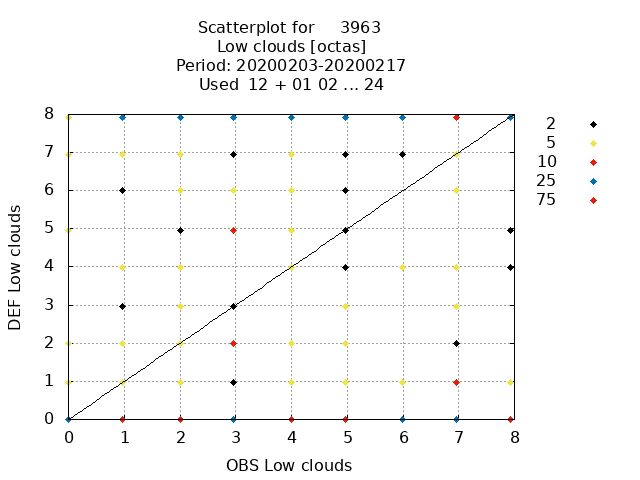 Scatterplot for 3963
Low clouds [octas]
Period: 20200203-20200217
Used 12 + 01 02 ... 24
8
7
6
5
4
3
2
1
0
DEF Low clouds
0 1 2 3 4 5 6 7 8
OBS Low clouds
2
5
10
25
75